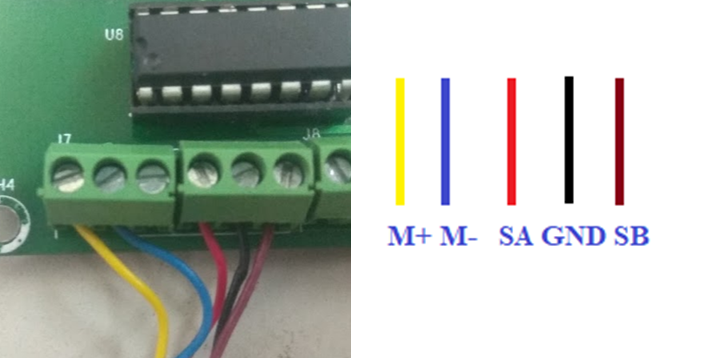 U8
J7
J8
H4
M+ M- SA GND SB